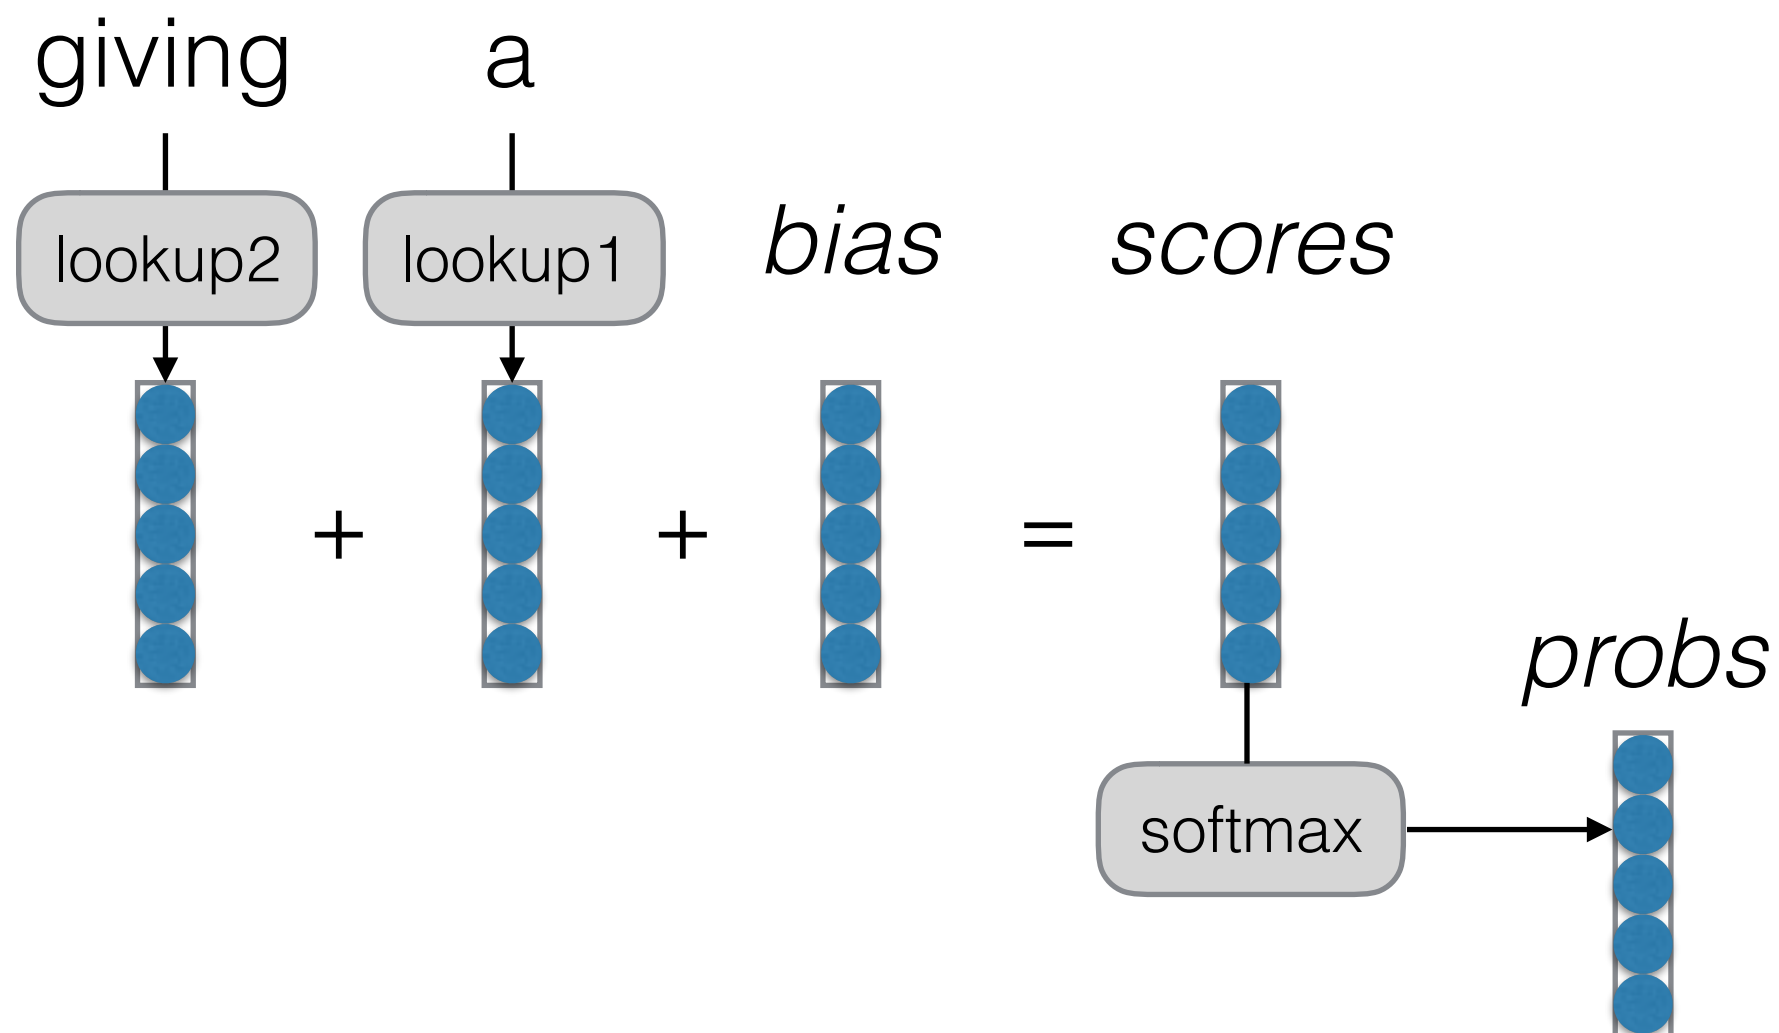 giving a
lookup2 lookup1 bias scores
+ + =
probs
softmax